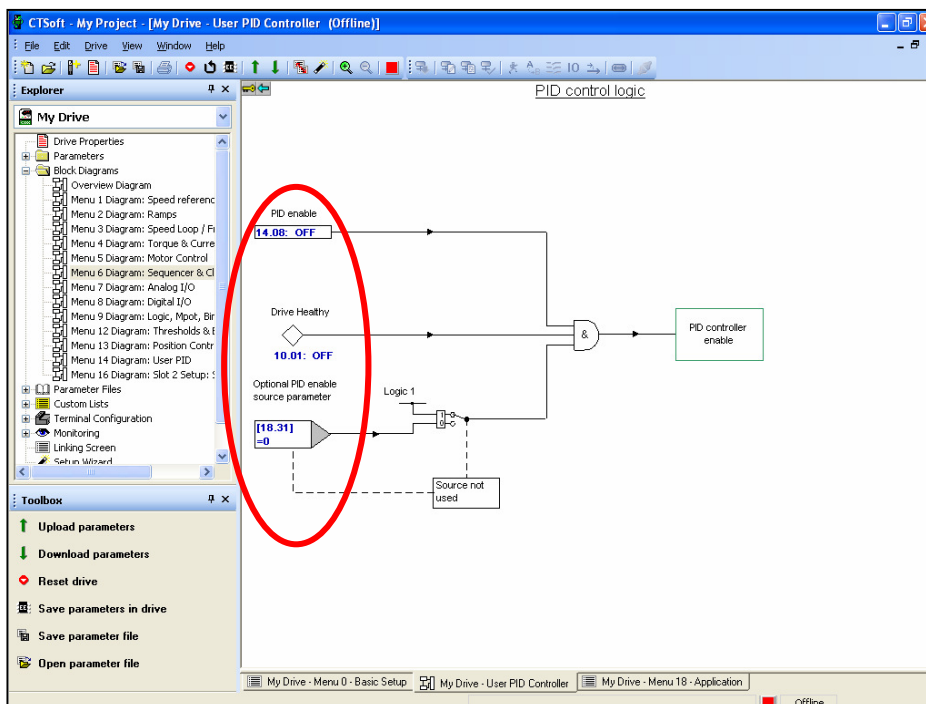 CTSoft - My Project - [My Drive - User PID Controller (Offline)]
File Edit Drive View Window Help
Explorer
My Drive
Drive Properties
Parameters
Block Diagrams
Overview Diagram
Menu 1 Diagram: Speed referenc
Menu 2 Diagram: Ramps
Menu 3 Diagram: Speed Loop / Fr
Menu 4 Diagram: Torque & Curre
Menu 5 Diagram: Motor Control
Menu 6 Diagram: Sequencer & Cl
Menu 7 Diagram: Analog I/O
Menu 8 Diagram: Digital I/O
Menu 9 Diagram: Logic, Mpot, Bir
Menu 12 Diagram: Thresholds & B
Menu 13 Diagram: Position Contr
Menu 14 Diagram: User PID
Menu 16 Diagram: Slot 2 Setup: S
Parameter Files
Custom Lists
Terminal Configuration
Monitoring
Linking Screen
Setup Wizard
Toolbox
Upload parameters
Download parameters
Reset drive
Save parameters in drive
Save parameter file
Open parameter file
PID control logic
PID enable
14.08: OFF
Drive Healthy
10.01: OFF
&
PID controller
enable
Optional PID enable
source parameter
Logic 1
[18.31]
=0
1
0
Source not
used
My Drive - Menu 0 - Basic Setup
My Drive - User PID Controller
My Drive - Menu 18 - Application
Offline